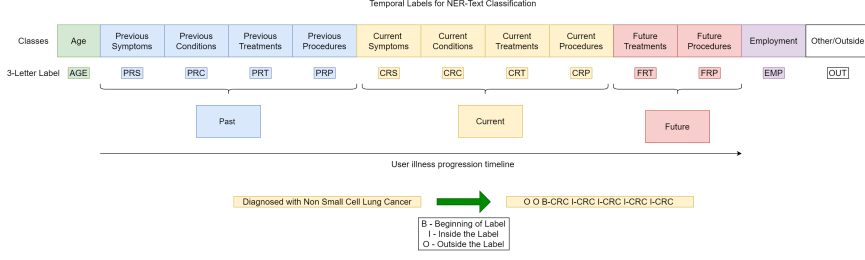 Temporal Labels for NER-Text Classification
Classes
Age
Previous
Symptoms
Previous
Conditions
Previous
Treatments
Previous
Procedures
Current
Symptoms
Current
Conditions
Current
Treatments
Current
Procedures
Future
Treatments
Future
Procedures
Employment
Other/Outside
3-Letter Label
AGE
PRS
PRC
PRT
PRP
CRS
CRC
CRT
CRP
FRT
FRP
EMP
OUT
Past
Current
Future
User illness progression timeline
Diagnosed with Non Small Cell Lung Cancer
O O B-CRC I-CRC I-CRC I-CRC I-CRC
B - Beginning of Label
I - Inside the Label
O - Outside the Label